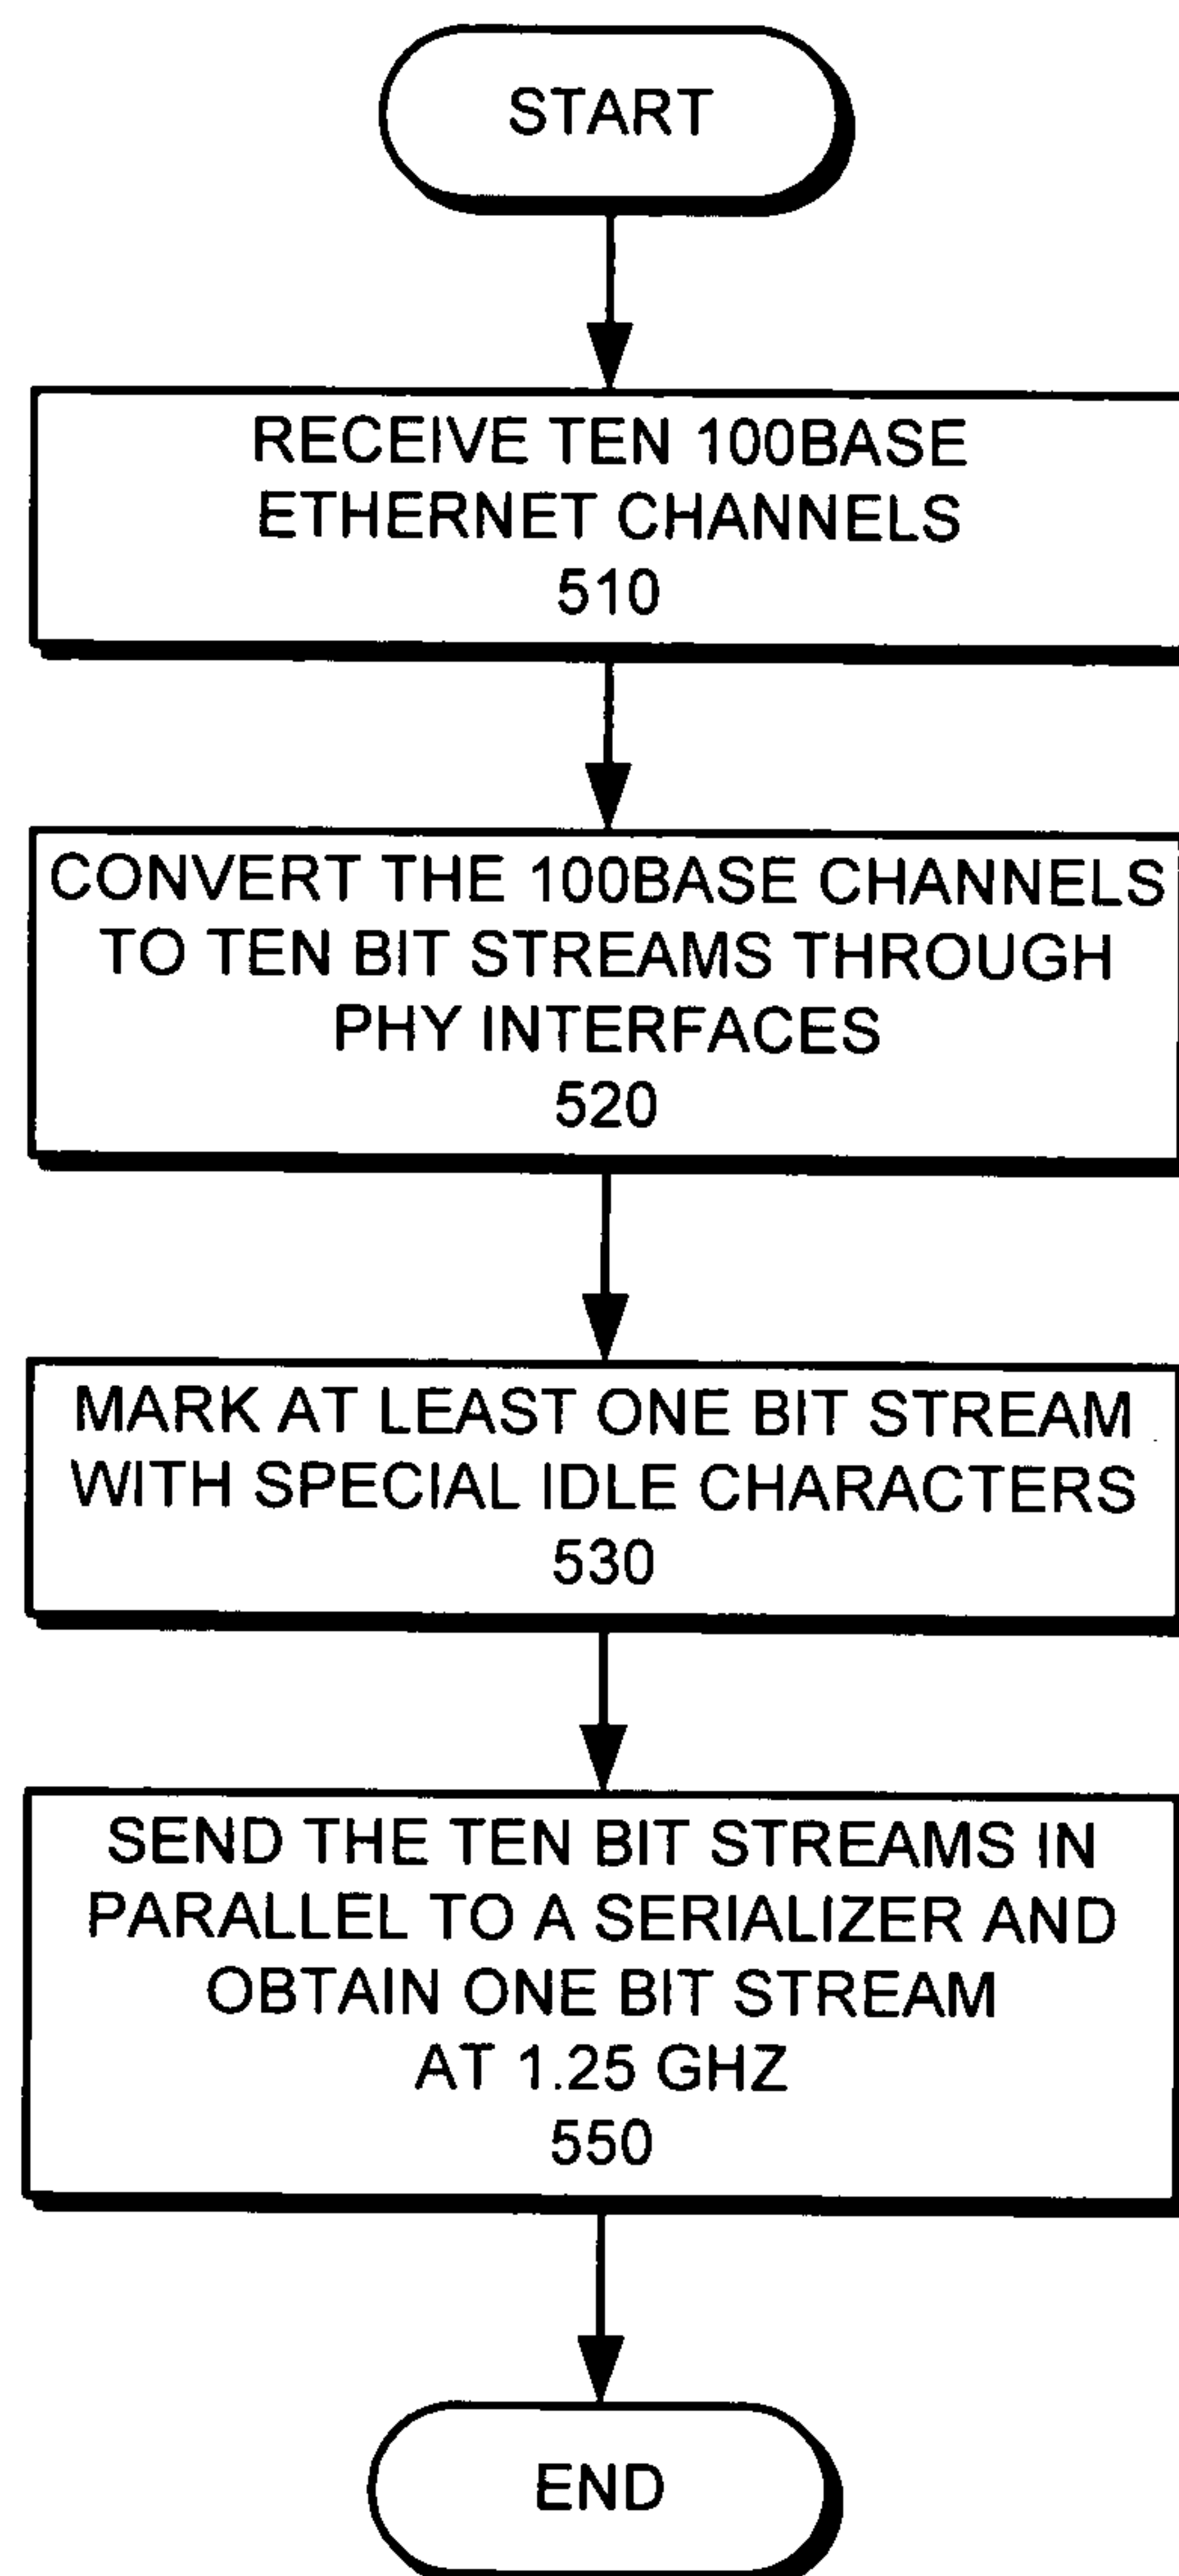 START
RECEIVE TEN 100BASE
ETHERNET CHANNELS
510
CONVERT THE 100BASE CHANNELS
TO TEN BIT STREAMS THROUGH
PHY INTERFACES
520
MARK AT LEAST ONE BIT STREAM
WITH SPECIAL IDLE CHARACTERS
530
SEND THE TEN BIT STREAMS IN
PARALLEL TO A SERIALIZER AND
OBTAIN ONE BIT STREAM
AT 1.25 GHZ
550
END